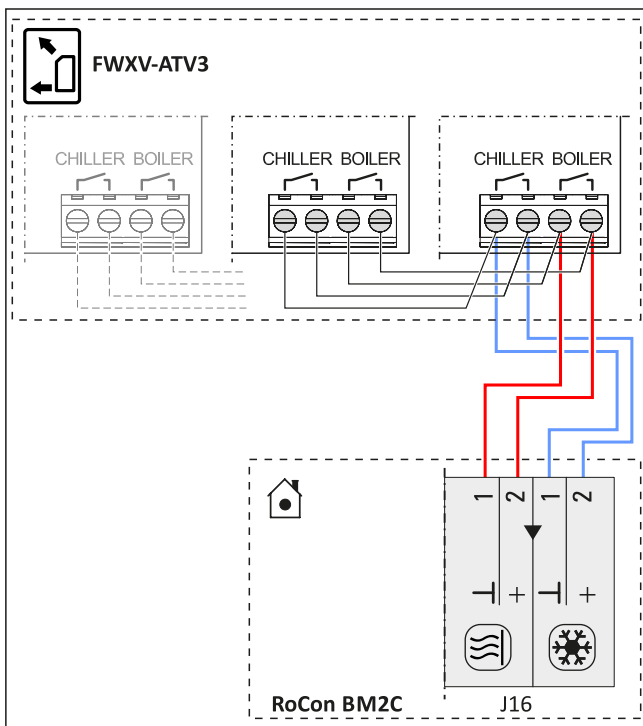 FWXV-ATV3
CHILLER BOILER
CHILLER BOILER
CHILLER BOILER
1 2 1 2
+ +
RoCon BM2C
J16